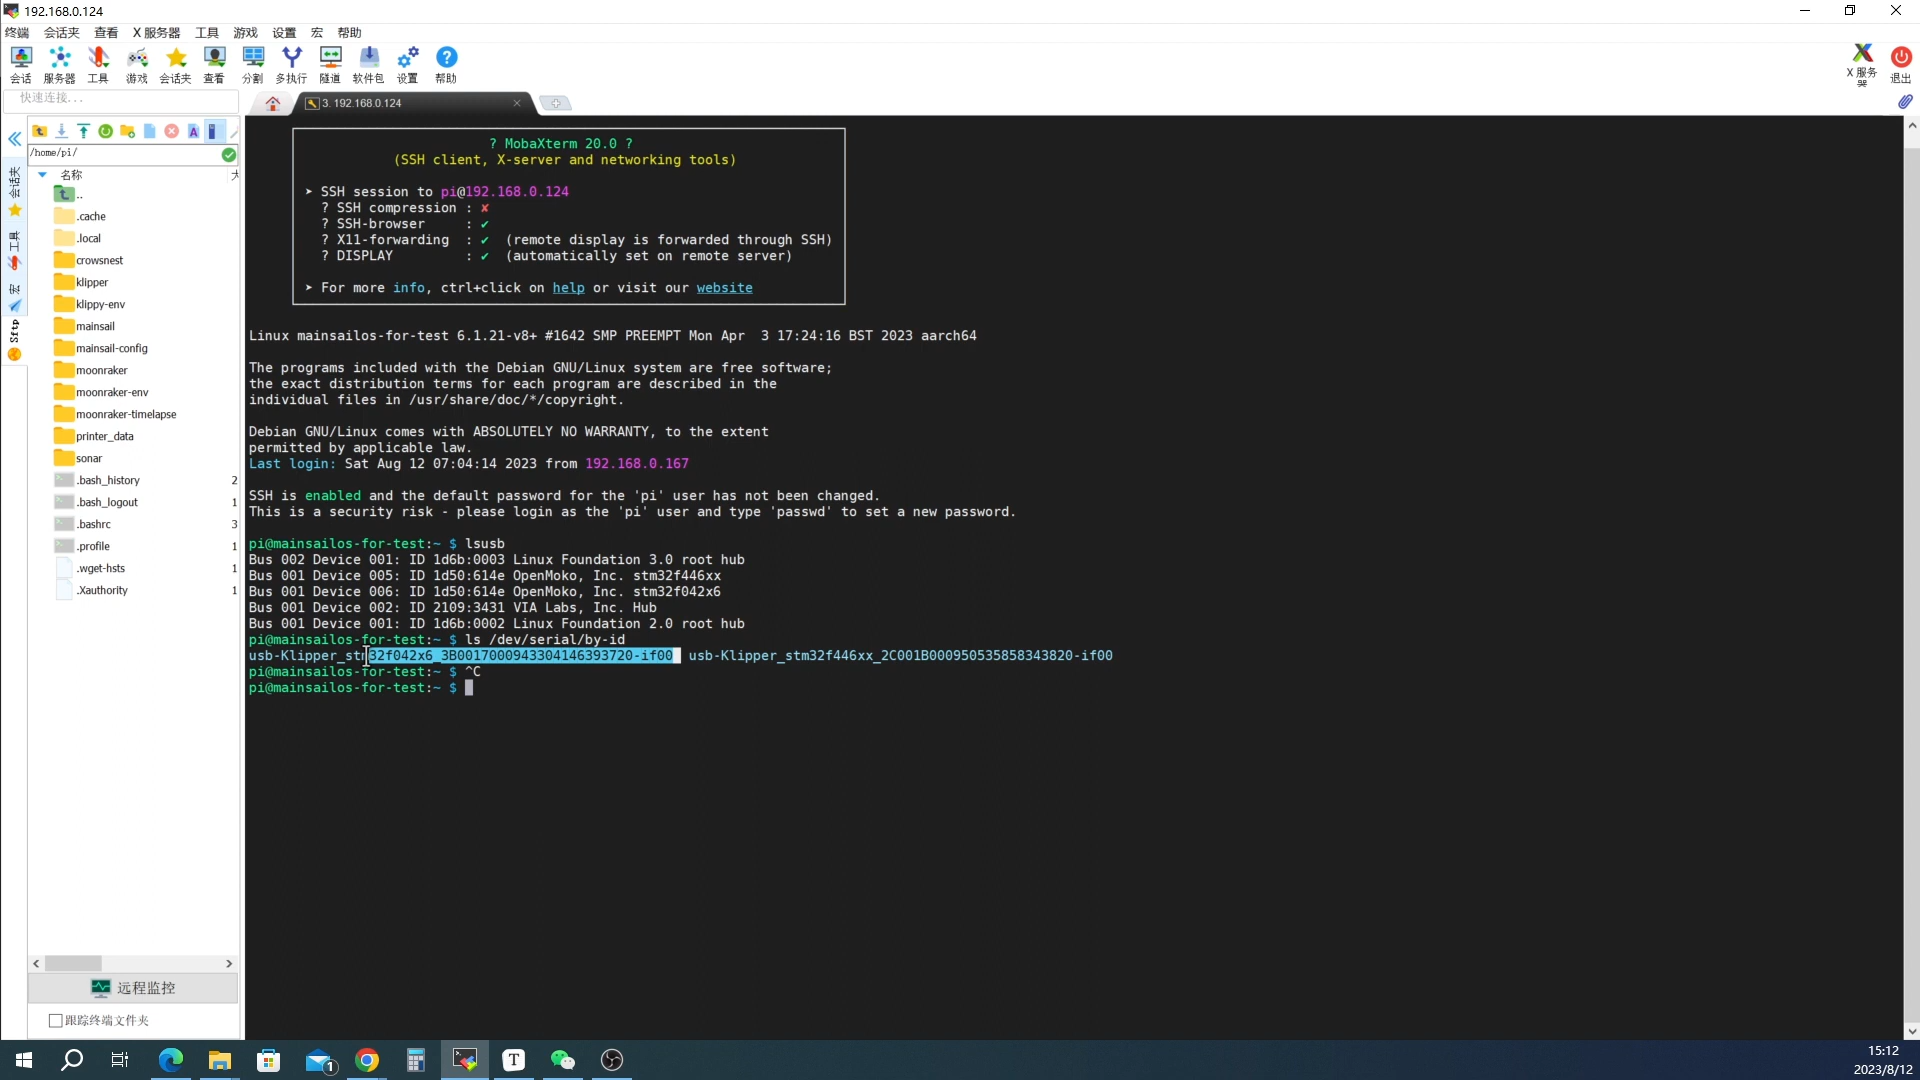 192.168.0.124
终端 会话夹 查看 X 服务器 工具 游戏 设置 宏 帮助
会话 服务器 工具 游戏 会话夹 查看 分割 多执行 隧道 软件包 设置 帮助
X 服务器 退出
快速连接...
3. 192.168.0.124
/home/pi/
名称
大
..
.cache
.local
crowsnest
klipper
klippy-env
mainsail
mainsail-config
moonraker
moonraker-env
moonraker-timelapse
printer_data
sonar
.bash_history 2
.bash_logout 1
.bashrc 3
.profile 1
.wget-hsts 1
.Xauthority 1
会话夹
工具
宏
Sftp
远程监控
跟踪终端文件夹
? MobaXterm 20.0 ?
(SSH client, X-server and networking tools)
➤ SSH session to pi@192.168.0.124
? SSH compression : ✘
? SSH-browser : ✔
? X11-forwarding : ✔ (remote display is forwarded through SSH)
? DISPLAY : ✔ (automatically set on remote server)
➤ For more info, ctrl+click on help or visit our website
Linux mainsailos-for-test 6.1.21-v8+ #1642 SMP PREEMPT Mon Apr  3 17:24:16 BST 2023 aarch64
The programs included with the Debian GNU/Linux system are free software;
the exact distribution terms for each program are described in the
individual files in /usr/share/doc/*/copyright.
Debian GNU/Linux comes with ABSOLUTELY NO WARRANTY, to the extent
permitted by applicable law.
Last login: Sat Aug 12 07:04:14 2023 from 192.168.0.167
SSH is enabled and the default password for the 'pi' user has not been changed.
This is a security risk - please login as the 'pi' user and type 'passwd' to set a new password.
pi@mainsailos-for-test:~ $ lsusb
Bus 002 Device 001: ID 1d6b:0003 Linux Foundation 3.0 root hub
Bus 001 Device 005: ID 1d50:614e OpenMoko, Inc. stm32f446xx
Bus 001 Device 006: ID 1d50:614e OpenMoko, Inc. stm32f042x6
Bus 001 Device 002: ID 2109:3431 VIA Labs, Inc. Hub
Bus 001 Device 001: ID 1d6b:0002 Linux Foundation 2.0 root hub
pi@mainsailos-for-test:~ $ ls /dev/serial/by-id
usb-Klipper_stm32f042x6_3B0017000943304146393720-if00  usb-Klipper_stm32f446xx_2C001B000950535858343820-if00
pi@mainsailos-for-test:~ $ ^C
pi@mainsailos-for-test:~ $
1
T
15:12
2023/8/12